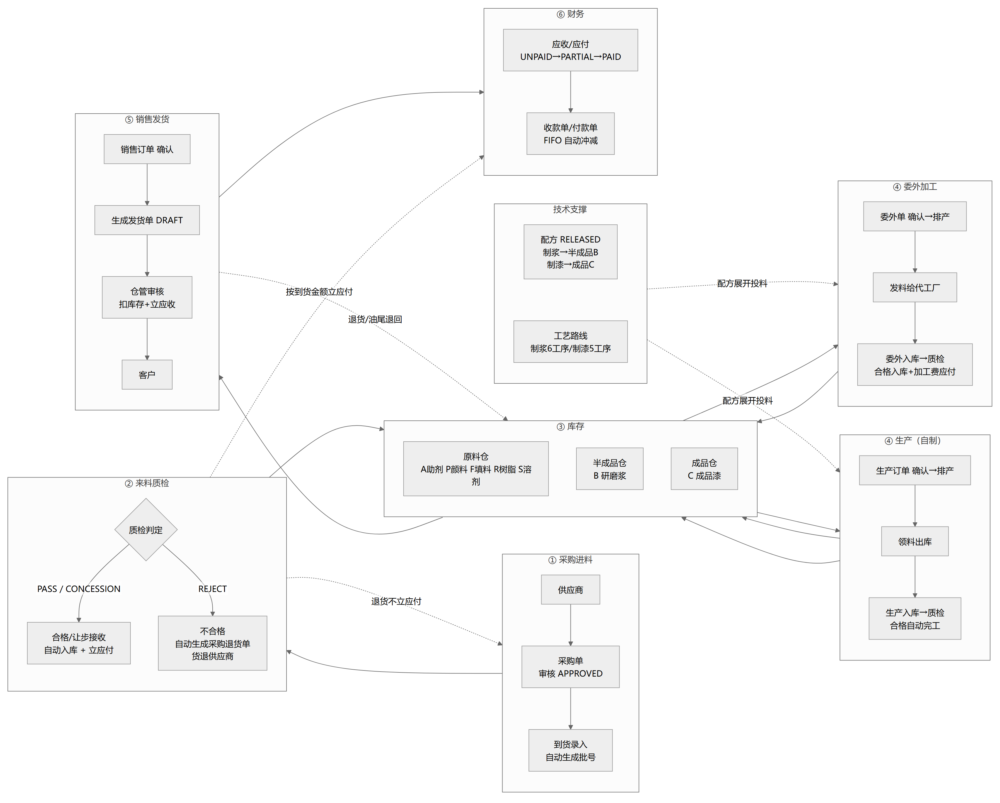 ⑥ 财务
应收/应付
UNPAID→PARTIAL→PAID
收款单/付款单
FIFO 自动冲减
⑤ 销售发货
销售订单 确认
生成发货单 DRAFT
仓管审核
扣库存+立应收
客户
按到货金额立应付
退货/油尾退回
技术支撑
配方 RELEASED
制浆→半成品B
制漆→成品C
工艺路线
制浆6工序/制漆5工序
配方展开投料
配方展开投料
④ 委外加工
委外单 确认→排产
发料给代工厂
委外入库→质检
合格入库+加工费应付
③ 库存
原料仓
A助剂 P颜料 F填料 R树脂 S溶
剂
半成品仓
B 研磨浆
成品仓
C 成品漆
④ 生产（自制）
生产订单 确认→排产
领料出库
生产入库→质检
合格自动完工
② 来料质检
质检判定
PASS / CONCESSION
REJECT
合格/让步接收
自动入库 + 立应付
不合格
自动生成采购退货单
货退供应商
退货不立应付
① 采购进料
供应商
采购单
审核 APPROVED
到货录入
自动生成批号